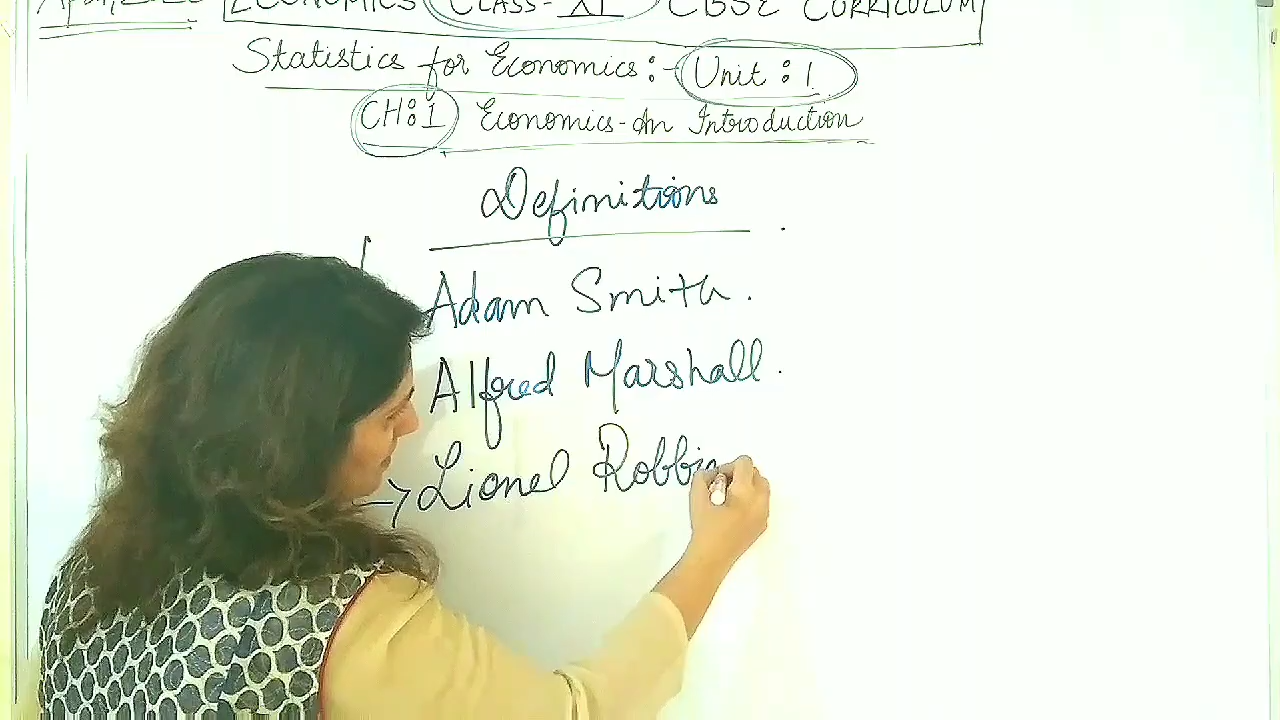 ECONOMICS CLASS-XI CBSE CURRICULUM
Statistics for Economics:- Unit : 1
CH:1 Economics-An Introduction
Definitions
Adam Smith.
Alfred Marshall.
→ Lionel Robbin